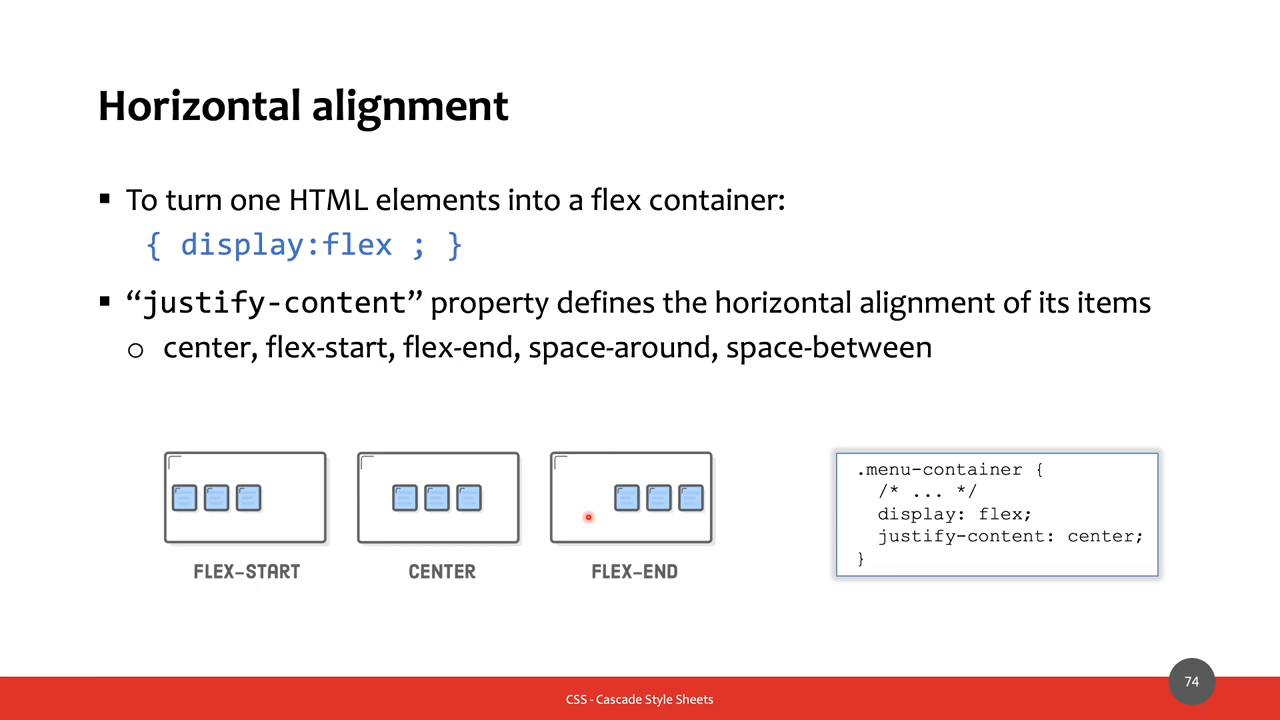 Horizontal alignment
▪ To turn one HTML elements into a flex container:
{ display:flex ; }
▪ “justify-content” property defines the horizontal alignment of its items
o center, flex-start, flex-end, space-around, space-between
FLEX-START
CENTER
FLEX-END
.menu-container {
/* ... */
display: flex;
justify-content: center;
}
74
CSS - Cascade Style Sheets